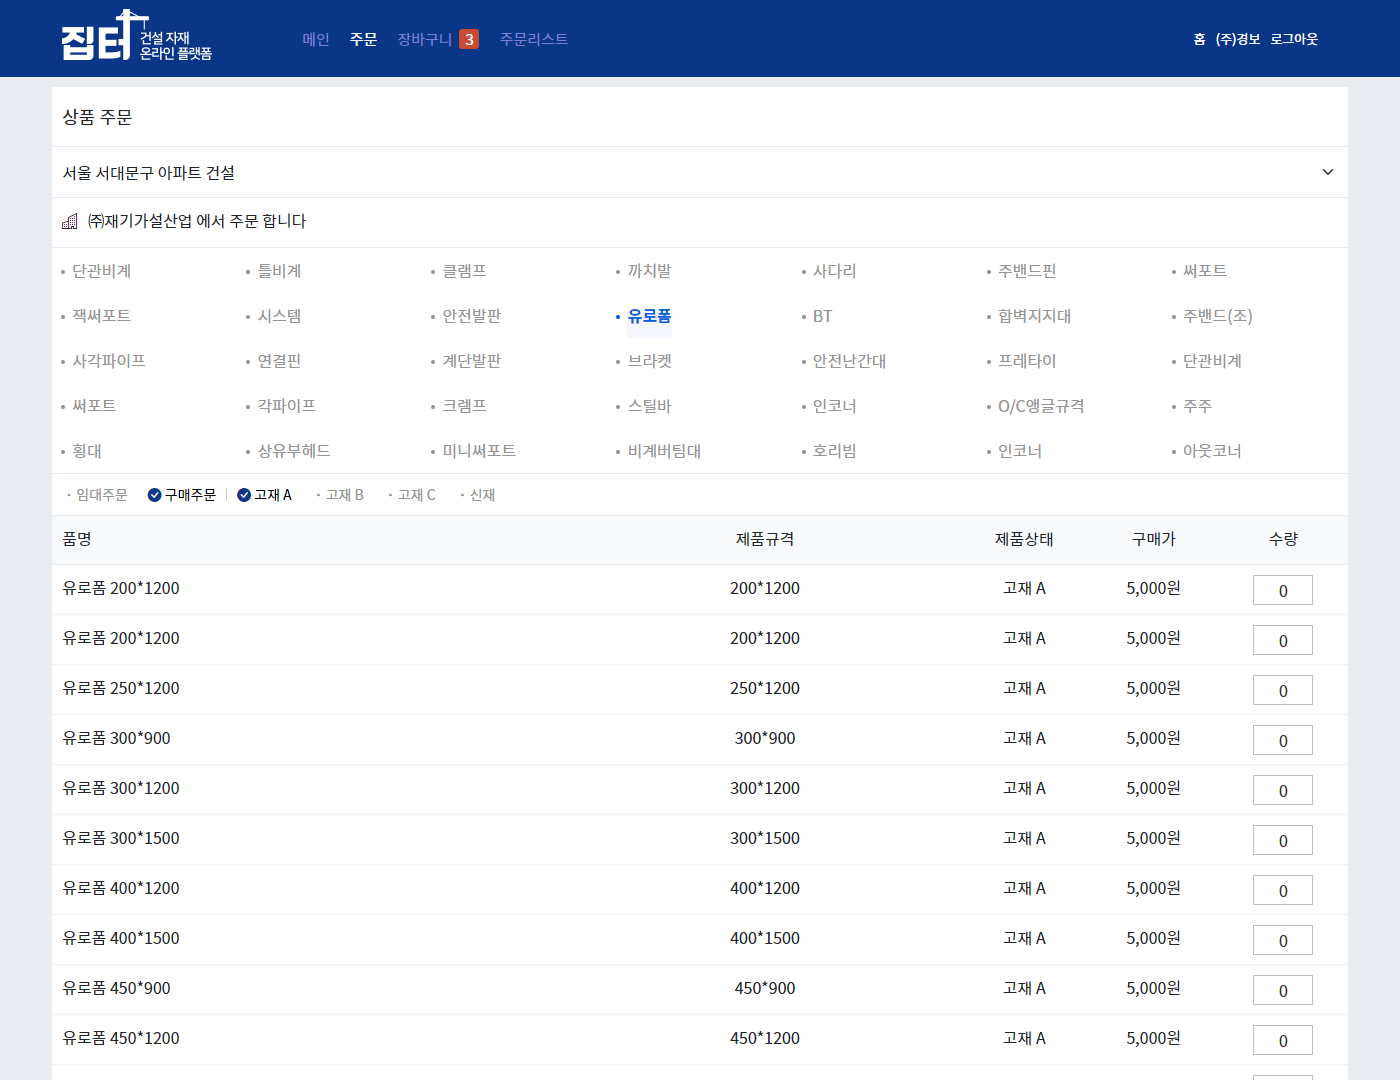 집터 건설 자재
온라인 플랫폼
메인 주문 장바구니 3 주문리스트
홈 (주)경보 로그아웃
상품 주문
서울 서대문구 아파트 건설
㈜재기가설산업 에서 주문 합니다
• 단관비계 • 틀비계 • 클램프 • 까치발 • 사다리 • 주밴드핀 • 써포트
• 잭써포트 • 시스템 • 안전발판 • 유로폼 • BT • 합벽지지대 • 주밴드(조)
• 사각파이프 • 연결핀 • 계단발판 • 브라켓 • 안전난간대 • 프레타이 • 단관비계
• 써포트 • 각파이프 • 크렘프 • 스틸바 • 인코너 • O/C앵글규격 • 주주
• 횡대 • 상유부헤드 • 미니써포트 • 비계버팀대 • 호리빔 • 인코너 • 아웃코너
· 임대주문 구매주문 | 고재 A · 고재 B · 고재 C · 신재
품명 제품규격 제품상태 구매가 수량
유로폼 200*1200 200*1200 고재 A 5,000원 0
유로폼 200*1200 200*1200 고재 A 5,000원 0
유로폼 250*1200 250*1200 고재 A 5,000원 0
유로폼 300*900 300*900 고재 A 5,000원 0
유로폼 300*1200 300*1200 고재 A 5,000원 0
유로폼 300*1500 300*1500 고재 A 5,000원 0
유로폼 400*1200 400*1200 고재 A 5,000원 0
유로폼 400*1500 400*1500 고재 A 5,000원 0
유로폼 450*900 450*900 고재 A 5,000원 0
유로폼 450*1200 450*1200 고재 A 5,000원 0